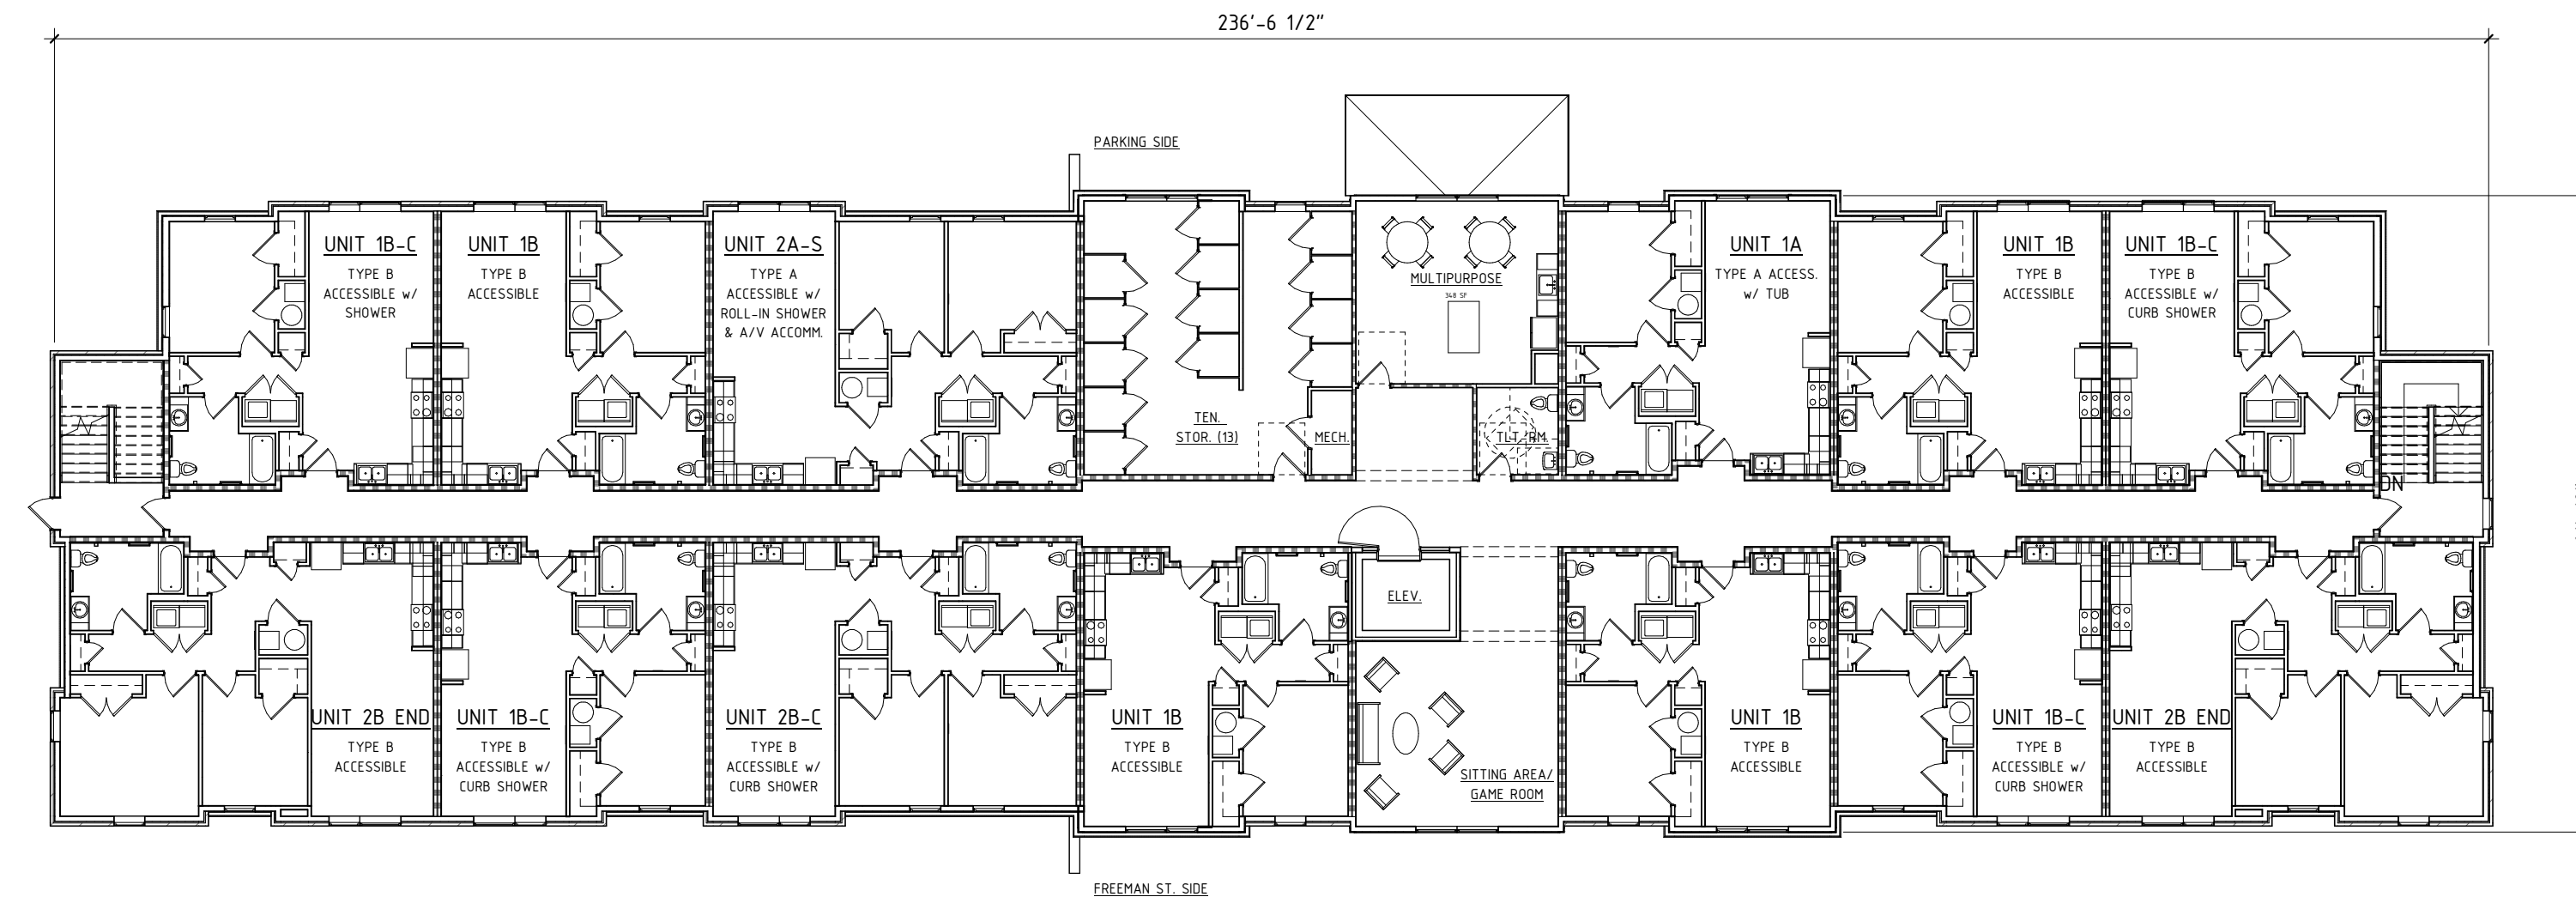 236'-6 1/2"
PARKING SIDE
UNIT 1B-C
TYPE B
ACCESSIBLE w/
SHOWER
UNIT 1B
TYPE B
ACCESSIBLE
UNIT 2A-S
TYPE A
ACCESSIBLE w/
ROLL-IN SHOWER
& A/V ACCOMM.
TEN.
STOR. (13)
MECH.
MULTIPURPOSE
348 SF
TLT. RM.
UNIT 1A
TYPE A ACCESS.
w/ TUB
UNIT 1B
TYPE B
ACCESSIBLE
UNIT 1B-C
TYPE B
ACCESSIBLE w/
CURB SHOWER
DN
UNIT 2B END
TYPE B
ACCESSIBLE
UNIT 1B-C
TYPE B
ACCESSIBLE w/
CURB SHOWER
UNIT 2B-C
TYPE B
ACCESSIBLE w/
CURB SHOWER
UNIT 1B
TYPE B
ACCESSIBLE
ELEV.
SITTING AREA/
GAME ROOM
UNIT 1B
TYPE B
ACCESSIBLE
UNIT 1B-C
TYPE B
ACCESSIBLE w/
CURB SHOWER
UNIT 2B END
TYPE B
ACCESSIBLE
FREEMAN ST. SIDE